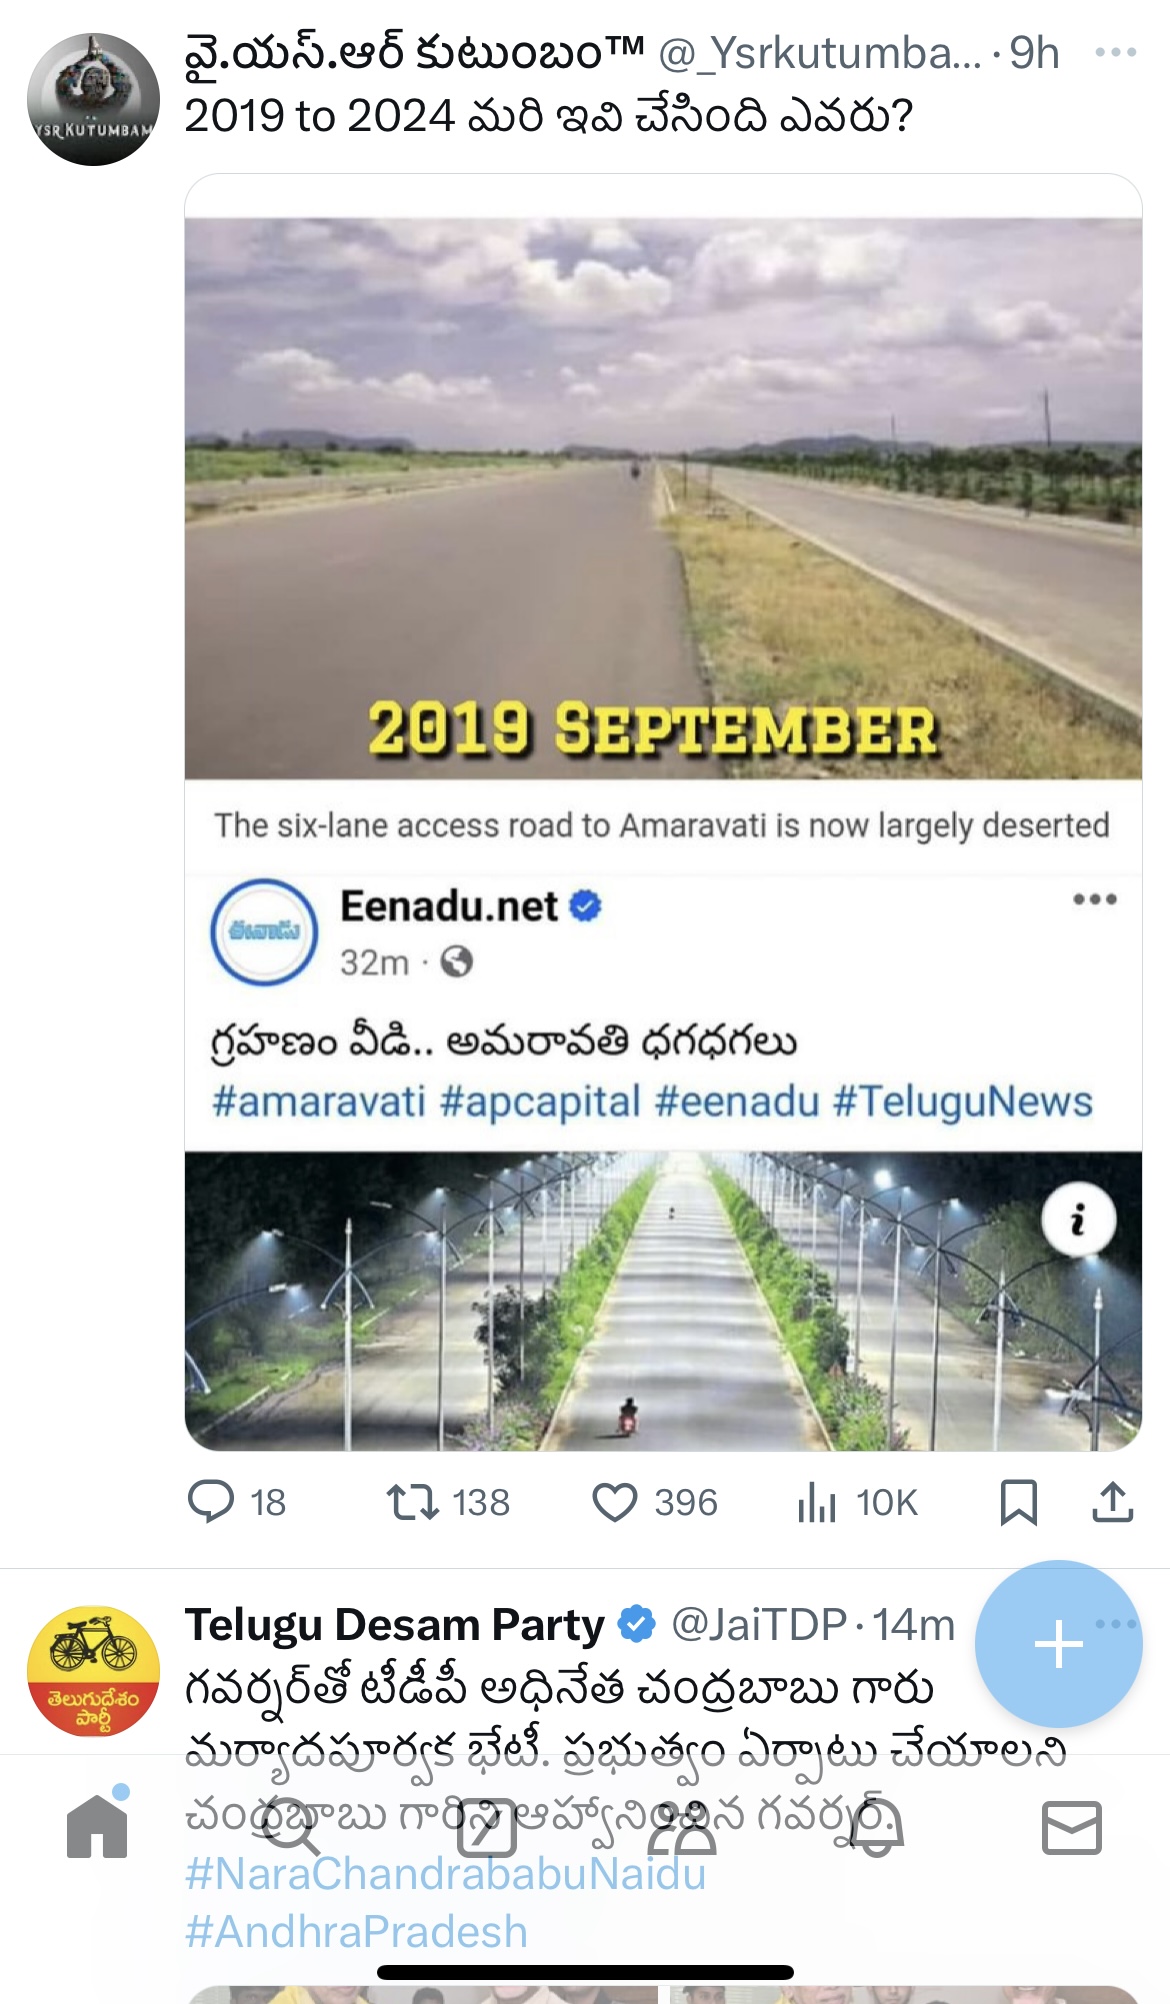 వై.యస్.ఆర్ కుటుంబం™ @_Ysrkutumba... · 9h
2019 to 2024 మరి ఇవి చేసింది ఎవరు?
YSR KUTUMBAM
2019 SEPTEMBER
The six-lane access road to Amaravati is now largely deserted
ఈనాడు
Eenadu.net
32m ·
గ్రహణం వీడి.. అమరావతి ధగధగలు
#amaravati #apcapital #eenadu #TeluguNews
i
18 138 396 10K
తెలుగుదేశం
పార్టీ
Telugu Desam Party @JaiTDP · 14m
గవర్నర్‌తో టీడీపీ అధినేత చంద్రబాబు గారు
మర్యాదపూర్వక భేటీ. ప్రభుత్వం ఏర్పాటు చేయాలని
చంద్రబాబు గారిని ఆహ్వానించిన గవర్నర్.
#NaraChandrababuNaidu
#AndhraPradesh